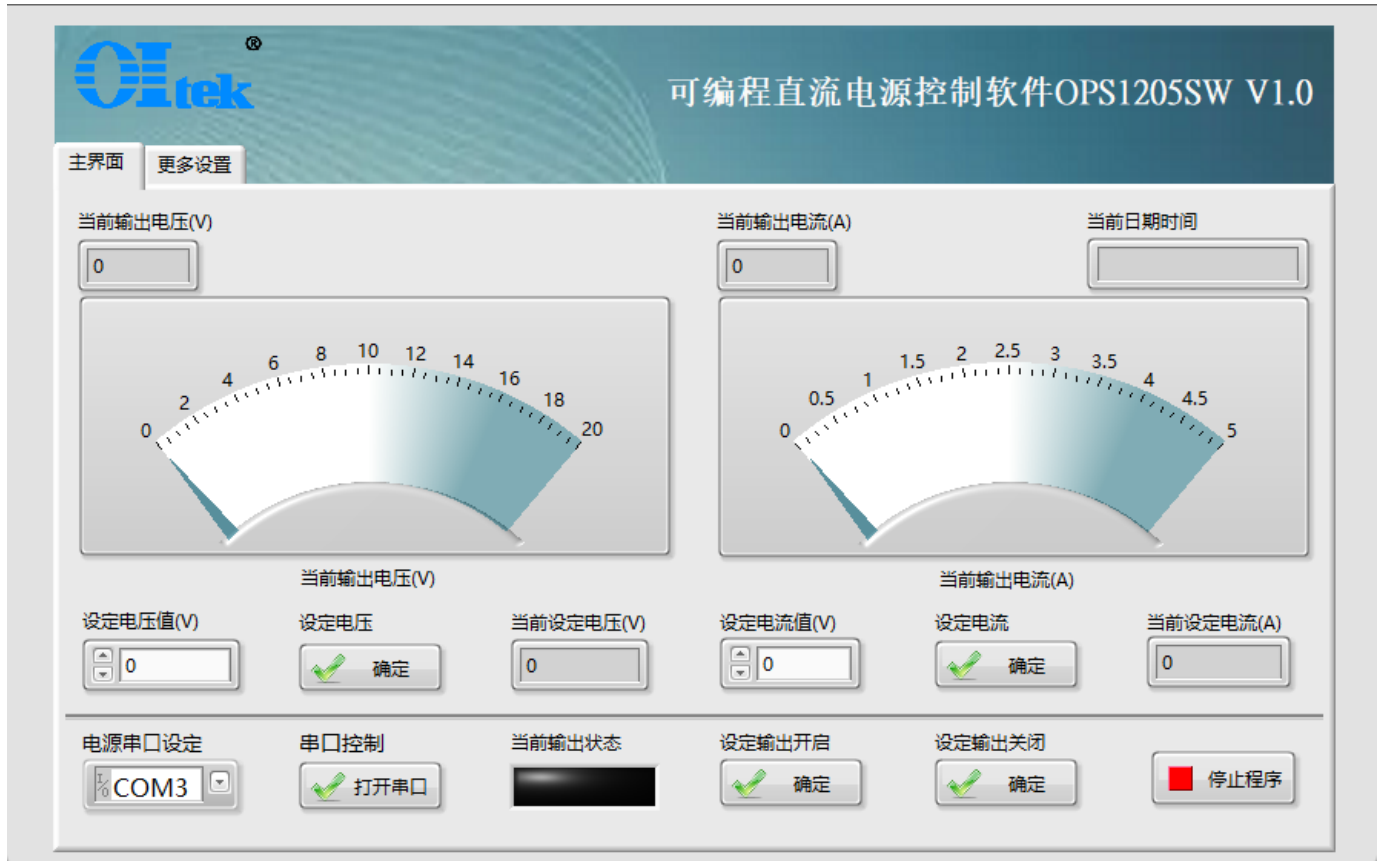 OItek®
可编程直流电源控制软件OPS1205SW V1.0
主界面 更多设置
当前输出电压(V) 当前输出电流(A) 当前日期时间
0 0
0 2 4 6 8 10 12 14 16 18 20
0 0.5 1 1.5 2 2.5 3 3.5 4 4.5 5
当前输出电压(V) 当前输出电流(A)
设定电压值(V) 设定电压 当前设定电压(V) 设定电流值(V) 设定电流 当前设定电流(A)
0 确定 0 0 确定 0
电源串口设定 串口控制 当前输出状态 设定输出开启 设定输出关闭
I/0 COM3 打开串口 确定 确定 停止程序